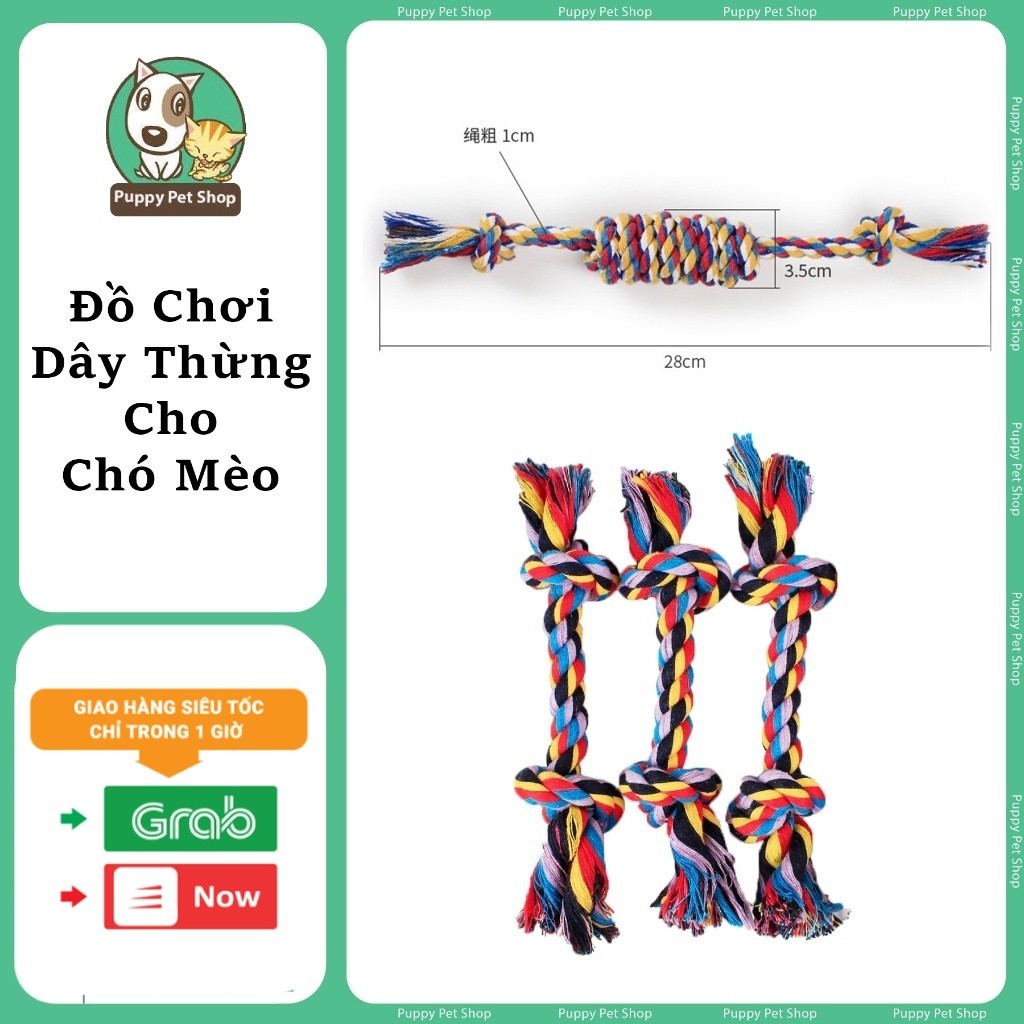 Puppy Pet Shop Puppy Pet Shop Puppy Pet Shop Puppy Pet Shop
Puppy Pet Shop
Đồ Chơi
Dây Thừng
Cho
Chó Mèo
GIAO HÀNG SIÊU TỐC
CHỈ TRONG 1 GIỜ
Grab
Now
绳粗 1cm
3.5cm
28cm
Puppy Pet Shop
Puppy Pet Shop
Puppy Pet Shop
Puppy Pet Shop
Puppy Pet Shop
Puppy Pet Shop Puppy Pet Shop Puppy Pet Shop Puppy Pet Shop